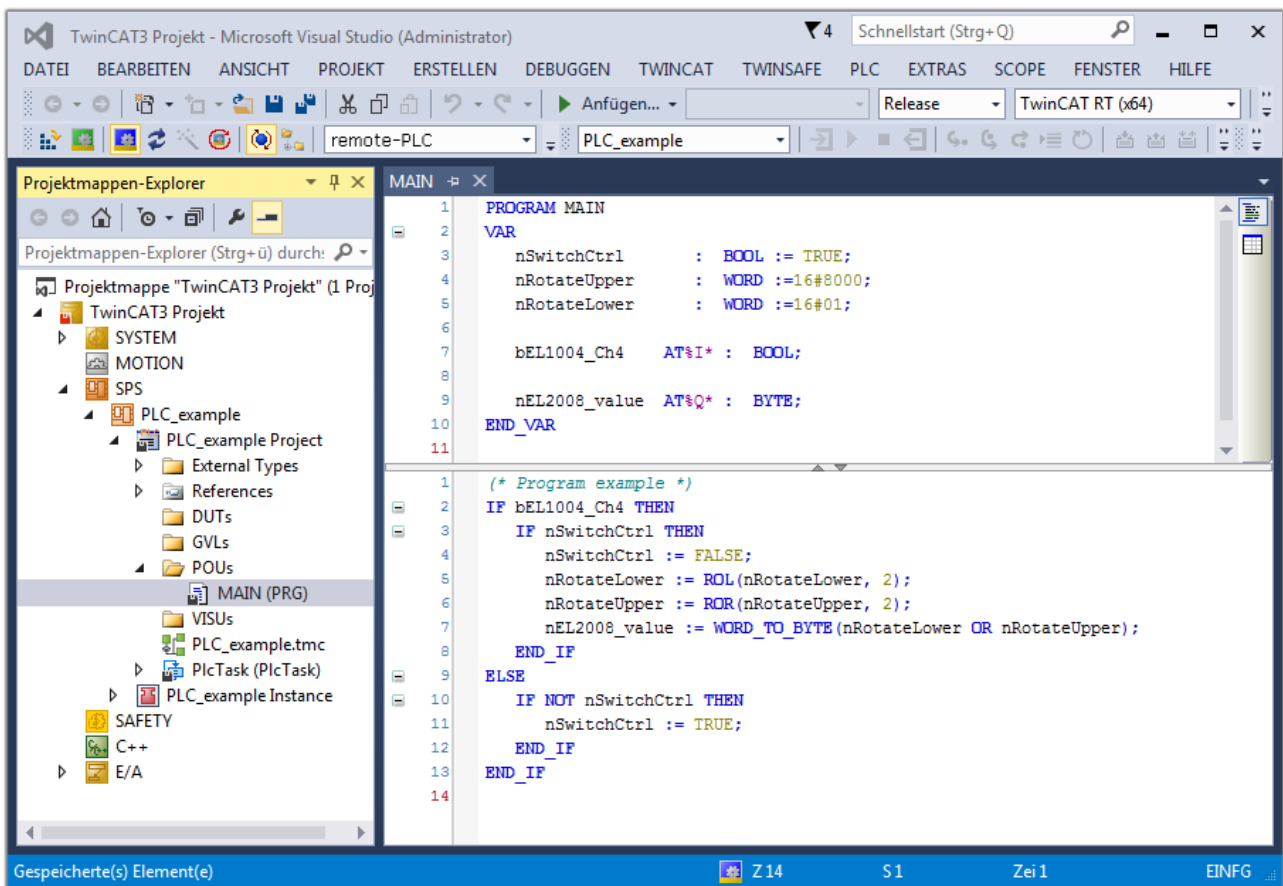 TwinCAT3 Projekt - Microsoft Visual Studio (Administrator) 4 Schnellstart (Strg+Q)
DATEI BEARBEITEN ANSICHT PROJEKT ERSTELLEN DEBUGGEN TWINCAT TWINSAFE PLC EXTRAS SCOPE FENSTER HILFE
Anfügen... Release TwinCAT RT (x64)
remote-PLC PLC_example
Projektmappen-Explorer
Projektmappen-Explorer (Strg+ü) durch:
Projektmappe "TwinCAT3 Projekt" (1 Proj
TwinCAT3 Projekt
SYSTEM
MOTION
SPS
PLC_example
PLC_example Project
External Types
References
DUTs
GVLs
POUs
MAIN (PRG)
VISUs
PLC_example.tmc
PlcTask (PlcTask)
PLC_example Instance
SAFETY
C++
E/A
MAIN
1 PROGRAM MAIN
2 VAR
3 nSwitchCtrl : BOOL := TRUE;
4 nRotateUpper : WORD :=16#8000;
5 nRotateLower : WORD :=16#01;
6
7 bEL1004_Ch4 AT%I* : BOOL;
8
9 nEL2008_value AT%Q* : BYTE;
10 END_VAR
11
1 (* Program example *)
2 IF bEL1004_Ch4 THEN
3 IF nSwitchCtrl THEN
4 nSwitchCtrl := FALSE;
5 nRotateLower := ROL(nRotateLower, 2);
6 nRotateUpper := ROR(nRotateUpper, 2);
7 nEL2008_value := WORD_TO_BYTE(nRotateLower OR nRotateUpper);
8 END_IF
9 ELSE
10 IF NOT nSwitchCtrl THEN
11 nSwitchCtrl := TRUE;
12 END_IF
13 END_IF
14
Gespeicherte(s) Element(e) Z 14 S 1 Zei 1 EINFG